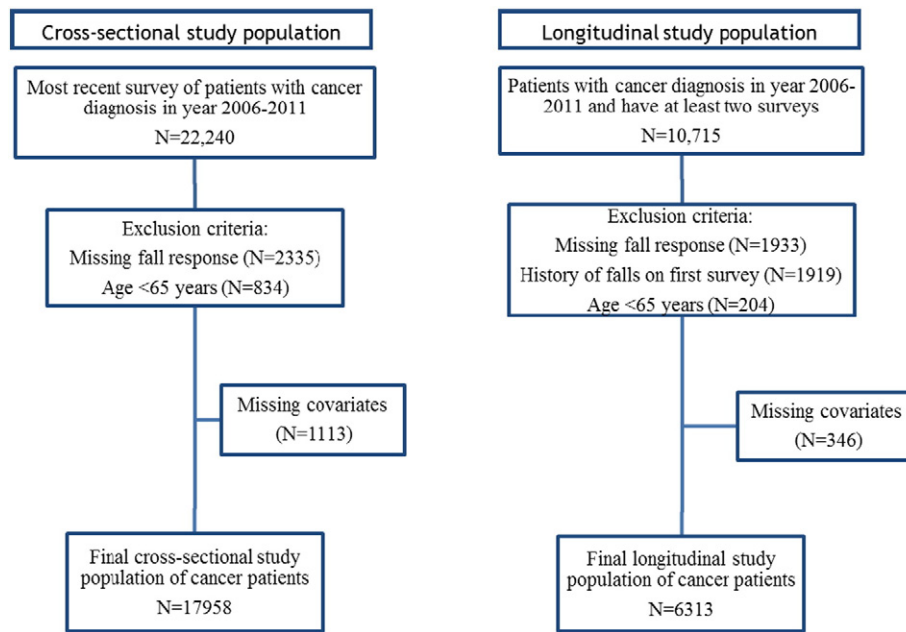 Cross-sectional study population
Most recent survey of patients with cancer
diagnosis in year 2006-2011
N=22,240
Exclusion criteria:
Missing fall response (N=2335)
Age <65 years (N=834)
Missing covariates
(N=1113)
Final cross-sectional study
population of cancer patients
N=17958
Longitudinal study population
Patients with cancer diagnosis in year 2006-
2011 and have at least two surveys
N=10,715
Exclusion criteria:
Missing fall response (N=1933)
History of falls on first survey (N=1919)
Age <65 years (N=204)
Missing covariates
(N=346)
Final longitudinal study
population of cancer patients
N=6313